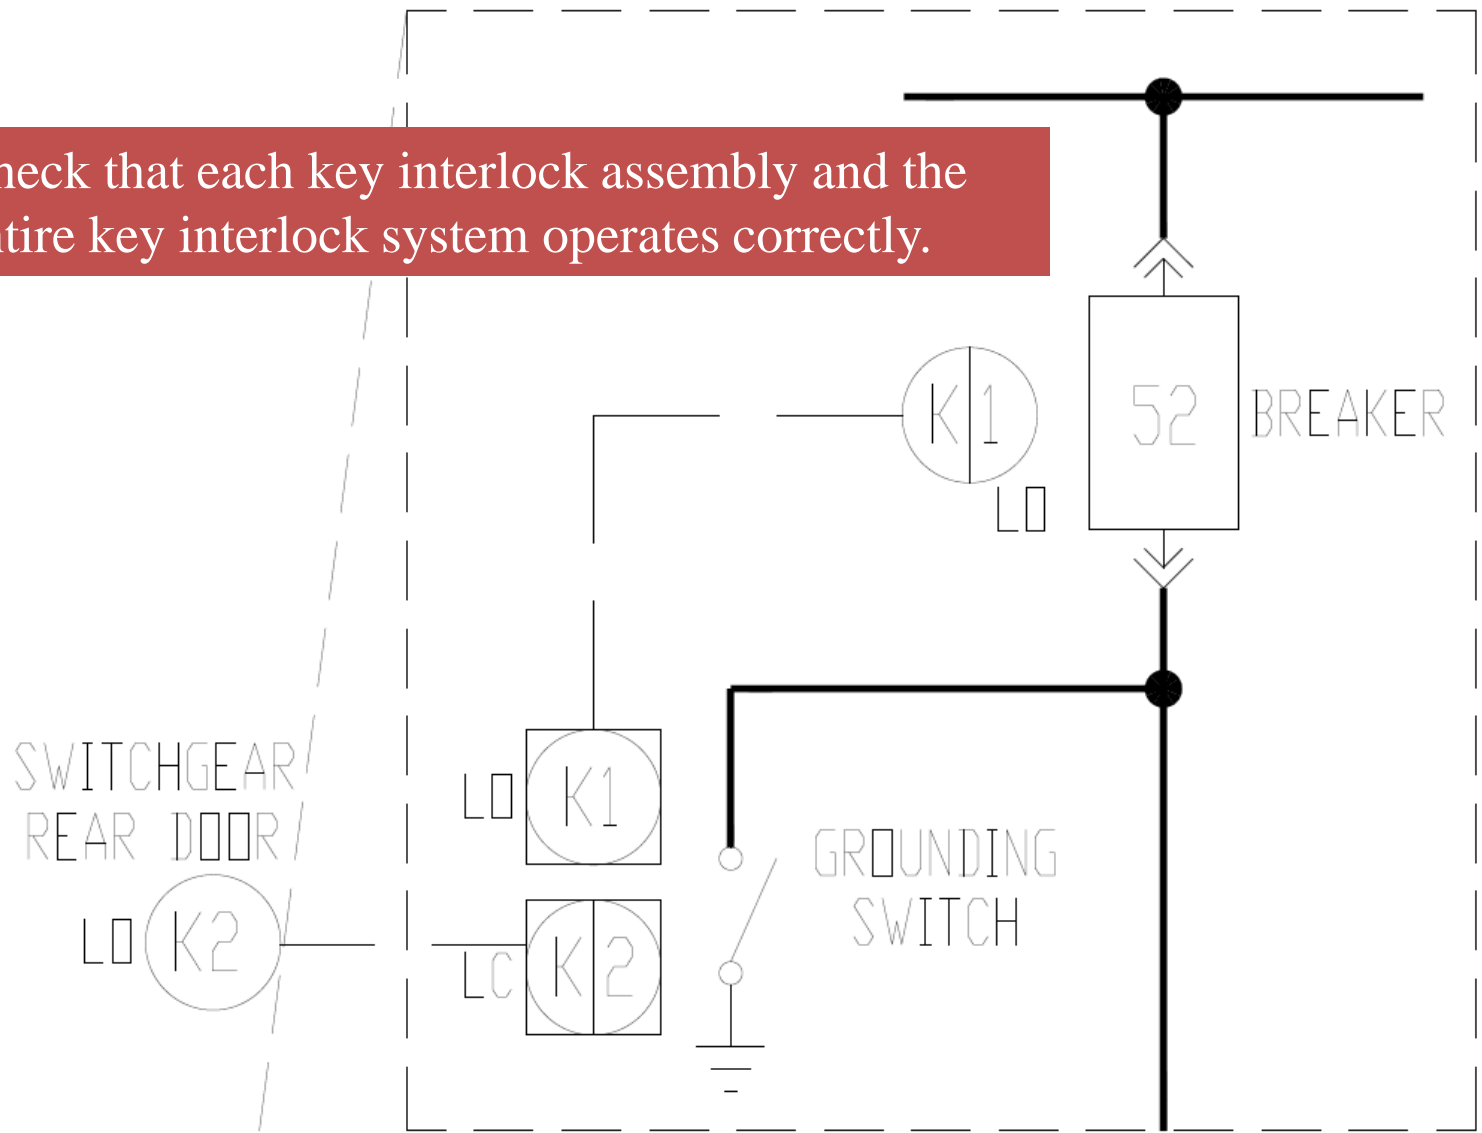 heck that each key interlock assembly and the
ntire key interlock system operates correctly.
K1
52
BREAKER
LO
SWITCHGEAR
REAR DOOR
LO
K1
GROUNDING
SWITCH
LO
K2
LC
K2